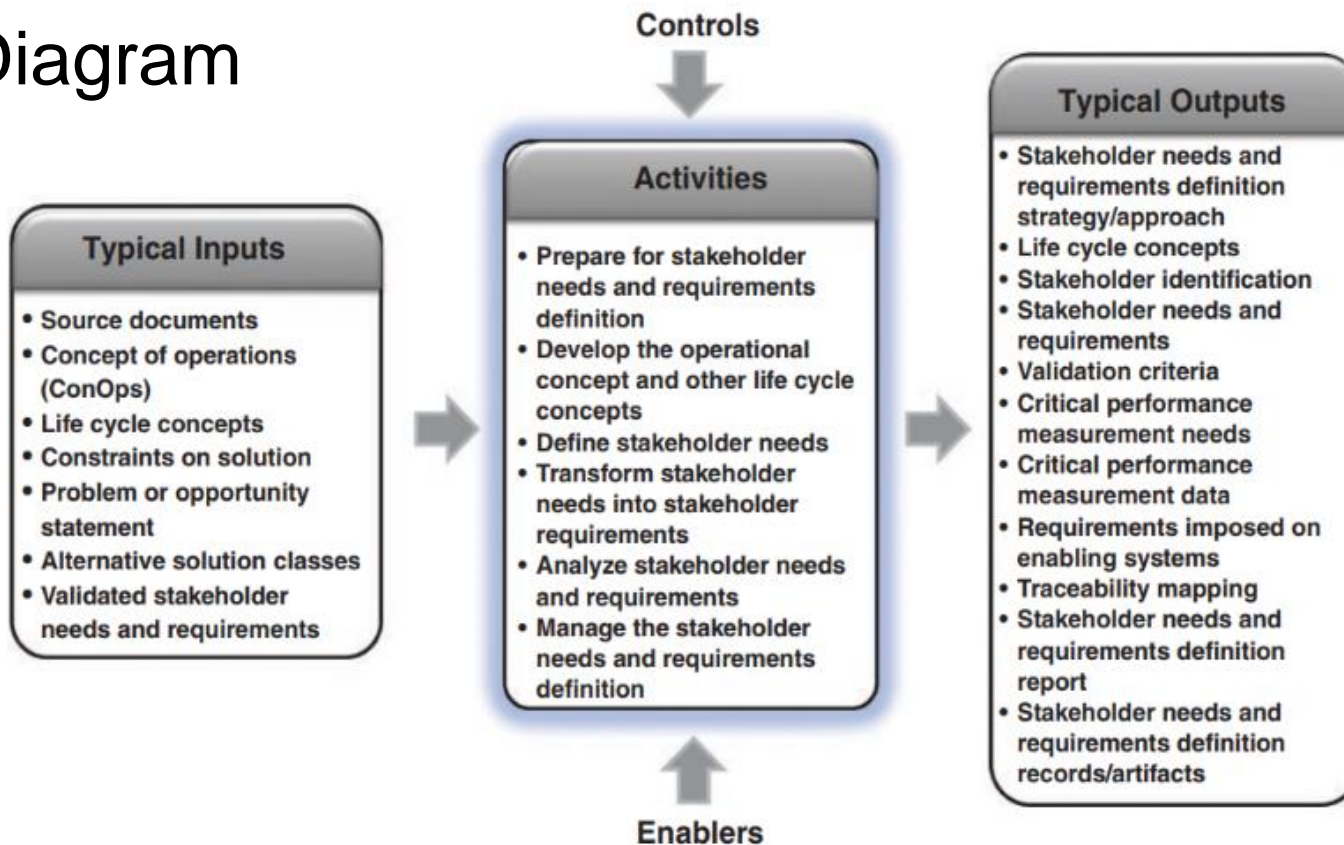 Diagram
Controls
Typical Inputs
• Source documents
• Concept of operations
(ConOps)
• Life cycle concepts
• Constraints on solution
• Problem or opportunity
statement
• Alternative solution classes
• Validated stakeholder
needs and requirements
Activities
• Prepare for stakeholder
needs and requirements
definition
• Develop the operational
concept and other life cycle
concepts
• Define stakeholder needs
• Transform stakeholder
needs into stakeholder
requirements
• Analyze stakeholder needs
and requirements
• Manage the stakeholder
needs and requirements
definition
Enablers
Typical Outputs
• Stakeholder needs and
requirements definition
strategy/approach
• Life cycle concepts
• Stakeholder identification
• Stakeholder needs and
requirements
• Validation criteria
• Critical performance
measurement needs
• Critical performance
measurement data
• Requirements imposed on
enabling systems
• Traceability mapping
• Stakeholder needs and
requirements definition
report
• Stakeholder needs and
requirements definition
records/artifacts